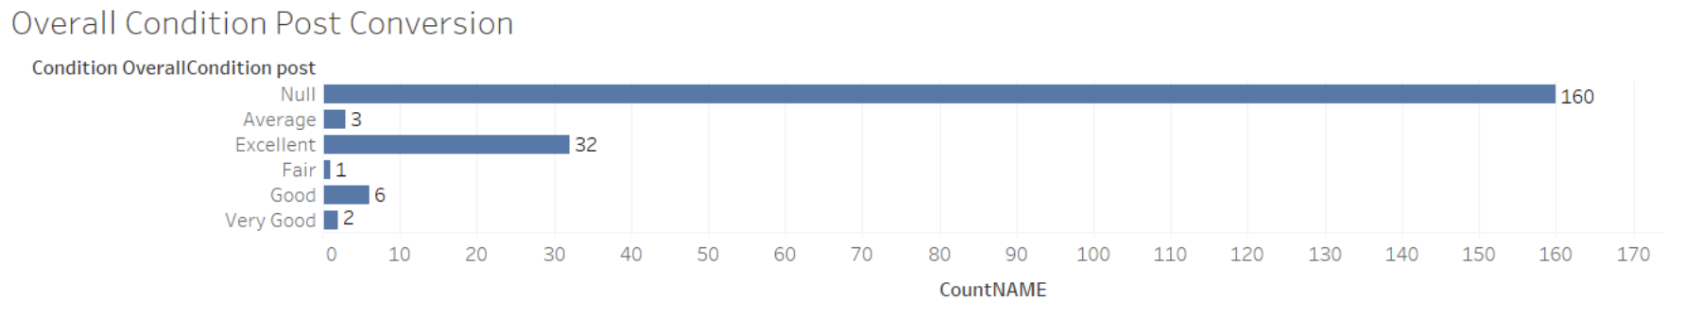 Overall Condition Post Conversion
Condition OverallCondition post
Null 160
Average 3
Excellent 32
Fair 1
Good 6
Very Good 2
0 10 20 30 40 50 60 70 80 90 100 110 120 130 140 150 160 170
CountNAME